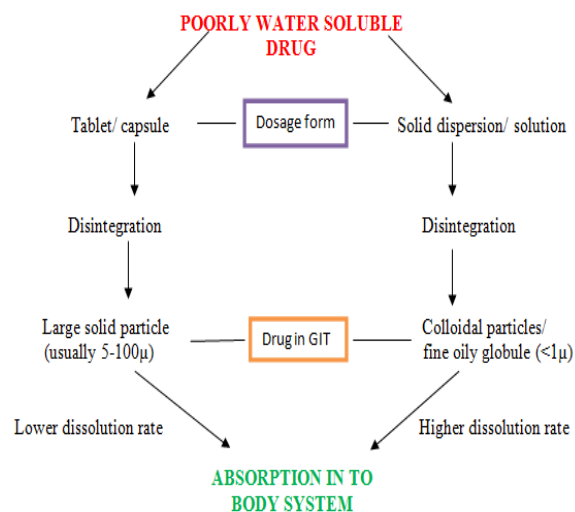 POORLY WATER SOLUBLE
DRUG
Tablet/ capsule
Dosage form
Solid dispersion/ solution
Disintegration
Disintegration
Large solid particle
(usually 5-100μ)
Drug in GIT
Colloidal particles/
fine oily globule (<1μ)
Lower dissolution rate
Higher dissolution rate
ABSORPTION IN TO
BODY SYSTEM